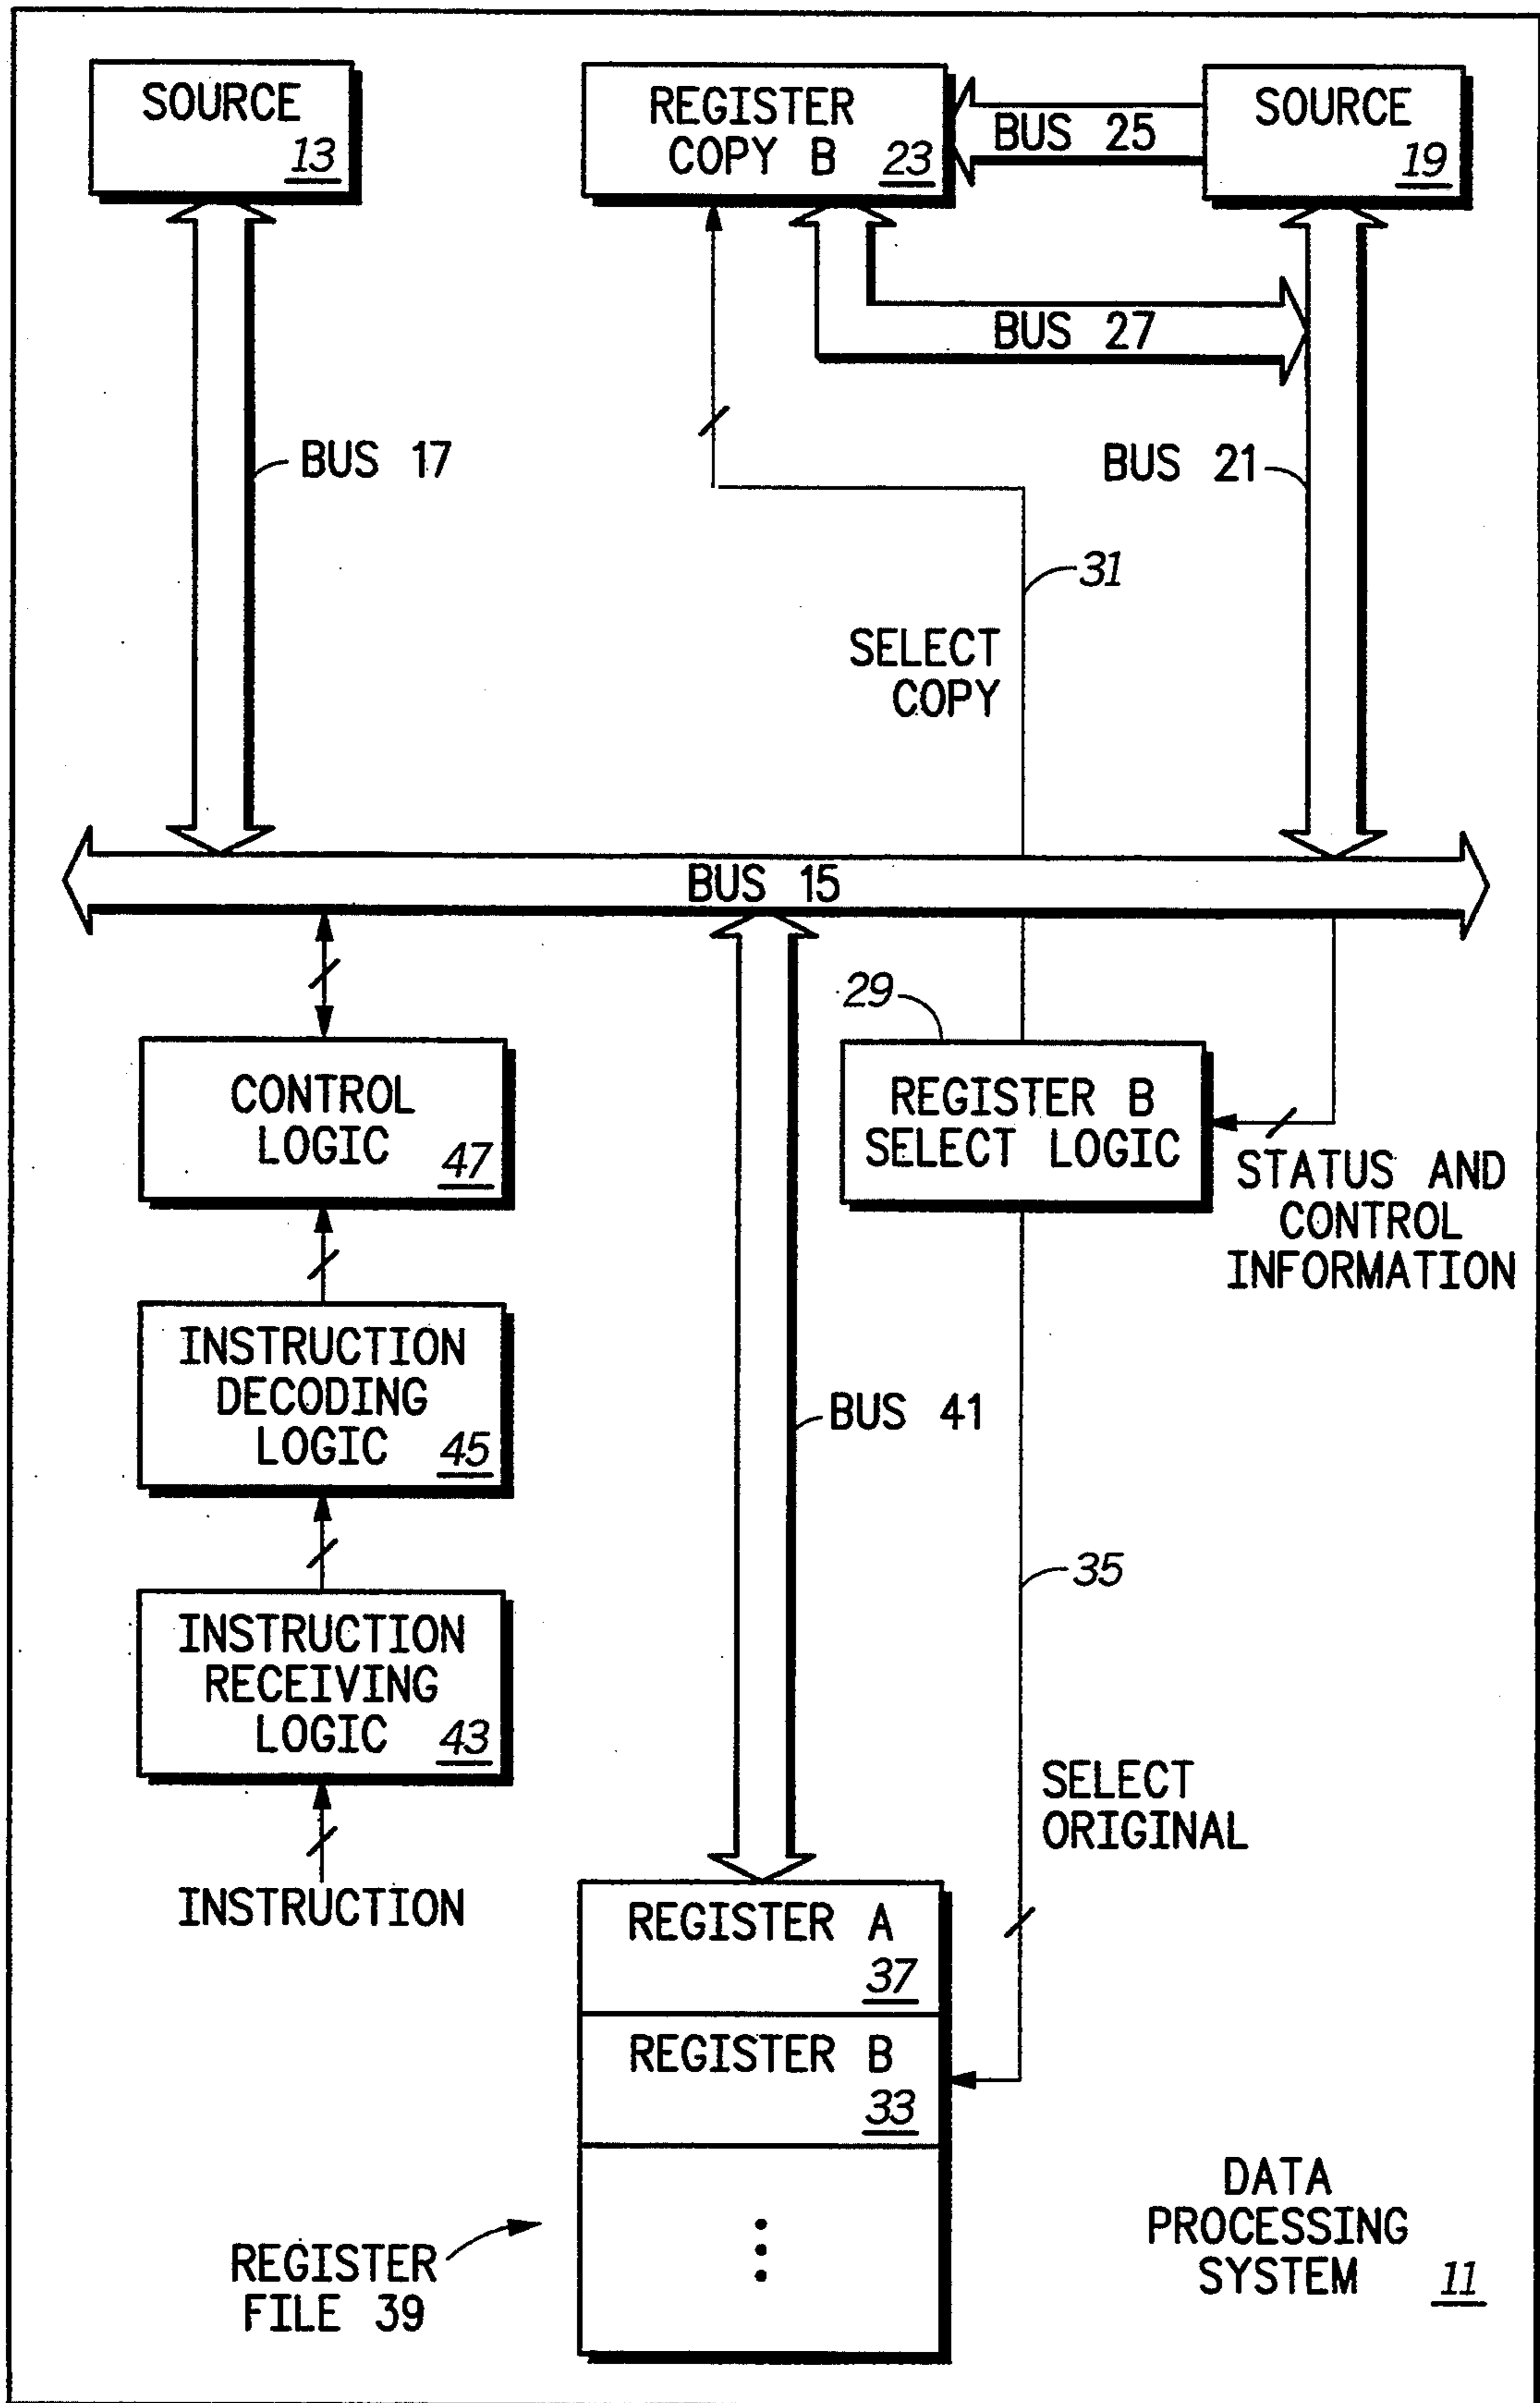 SOURCE
13
REGISTER
COPY B 23
BUS 25
SOURCE
19
BUS 27
BUS 17
BUS 21
31
SELECT
COPY
BUS 15
29
CONTROL
LOGIC 47
REGISTER B
SELECT LOGIC
STATUS AND
CONTROL
INFORMATION
INSTRUCTION
DECODING
LOGIC 45
BUS 41
35
INSTRUCTION
RECEIVING
LOGIC 43
SELECT
ORIGINAL
INSTRUCTION
REGISTER A
37
REGISTER B
33
REGISTER
FILE 39
DATA
PROCESSING
SYSTEM 11